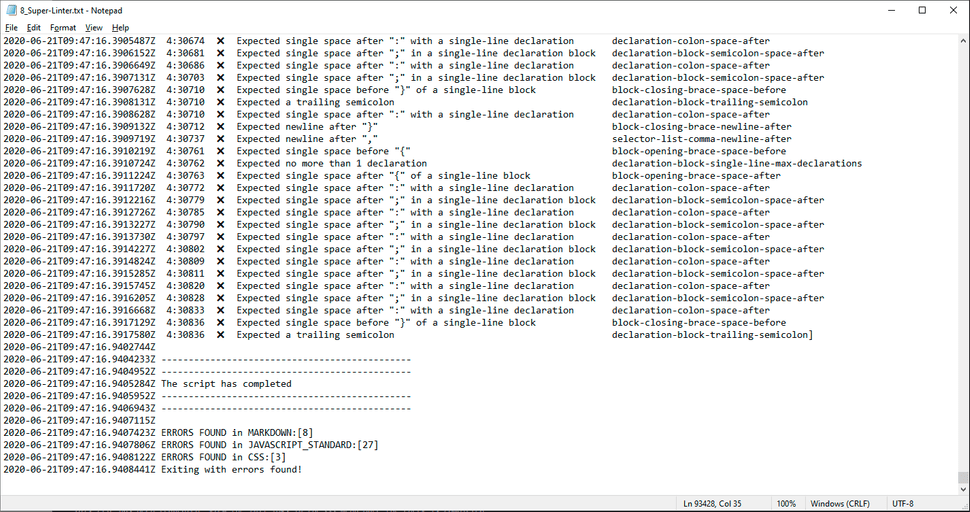 8_Super-Linter.txt - Notepad
File Edit Format View Help
2020-06-21T09:47:16.3905487Z 4:30674 ✖ Expected single space after ":" with a single-line declaration declaration-colon-space-after
2020-06-21T09:47:16.3906152Z 4:30681 ✖ Expected single space after ";" in a single-line declaration block declaration-block-semicolon-space-after
2020-06-21T09:47:16.3906649Z 4:30686 ✖ Expected single space after ":" with a single-line declaration declaration-colon-space-after
2020-06-21T09:47:16.3907131Z 4:30703 ✖ Expected single space after ";" in a single-line declaration block declaration-block-semicolon-space-after
2020-06-21T09:47:16.3907628Z 4:30710 ✖ Expected single space before "}" of a single-line block block-closing-brace-space-before
2020-06-21T09:47:16.3908131Z 4:30710 ✖ Expected a trailing semicolon declaration-block-trailing-semicolon
2020-06-21T09:47:16.3908628Z 4:30710 ✖ Expected single space after ":" with a single-line declaration declaration-colon-space-after
2020-06-21T09:47:16.3909132Z 4:30712 ✖ Expected newline after "}" block-closing-brace-newline-after
2020-06-21T09:47:16.3909719Z 4:30737 ✖ Expected newline after "," selector-list-comma-newline-after
2020-06-21T09:47:16.3910219Z 4:30761 ✖ Expected single space before "{" block-opening-brace-space-before
2020-06-21T09:47:16.3910724Z 4:30762 ✖ Expected no more than 1 declaration declaration-block-single-line-max-declarations
2020-06-21T09:47:16.3911224Z 4:30763 ✖ Expected single space after "{" of a single-line block block-opening-brace-space-after
2020-06-21T09:47:16.3911720Z 4:30772 ✖ Expected single space after ":" with a single-line declaration declaration-colon-space-after
2020-06-21T09:47:16.3912216Z 4:30779 ✖ Expected single space after ";" in a single-line declaration block declaration-block-semicolon-space-after
2020-06-21T09:47:16.3912726Z 4:30785 ✖ Expected single space after ":" with a single-line declaration declaration-colon-space-after
2020-06-21T09:47:16.3913227Z 4:30790 ✖ Expected single space after ";" in a single-line declaration block declaration-block-semicolon-space-after
2020-06-21T09:47:16.3913730Z 4:30797 ✖ Expected single space after ":" with a single-line declaration declaration-colon-space-after
2020-06-21T09:47:16.3914227Z 4:30802 ✖ Expected single space after ";" in a single-line declaration block declaration-block-semicolon-space-after
2020-06-21T09:47:16.3914824Z 4:30809 ✖ Expected single space after ":" with a single-line declaration declaration-colon-space-after
2020-06-21T09:47:16.3915285Z 4:30811 ✖ Expected single space after ";" in a single-line declaration block declaration-block-semicolon-space-after
2020-06-21T09:47:16.3915745Z 4:30820 ✖ Expected single space after ":" with a single-line declaration declaration-colon-space-after
2020-06-21T09:47:16.3916205Z 4:30828 ✖ Expected single space after ";" in a single-line declaration block declaration-block-semicolon-space-after
2020-06-21T09:47:16.3916668Z 4:30833 ✖ Expected single space after ":" with a single-line declaration declaration-colon-space-after
2020-06-21T09:47:16.3917129Z 4:30836 ✖ Expected single space before "}" of a single-line block block-closing-brace-space-before
2020-06-21T09:47:16.3917580Z 4:30836 ✖ Expected a trailing semicolon declaration-block-trailing-semicolon]
2020-06-21T09:47:16.9402744Z
2020-06-21T09:47:16.9404233Z ----------------------------------------------
2020-06-21T09:47:16.9404952Z ----------------------------------------------
2020-06-21T09:47:16.9405284Z The script has completed
2020-06-21T09:47:16.9405952Z ----------------------------------------------
2020-06-21T09:47:16.9406943Z ----------------------------------------------
2020-06-21T09:47:16.9407115Z
2020-06-21T09:47:16.9407423Z ERRORS FOUND in MARKDOWN:[8]
2020-06-21T09:47:16.9407806Z ERRORS FOUND in JAVASCRIPT_STANDARD:[27]
2020-06-21T09:47:16.9408122Z ERRORS FOUND in CSS:[3]
2020-06-21T09:47:16.9408441Z Exiting with errors found!
Ln 93428, Col 35 100% Windows (CRLF) UTF-8